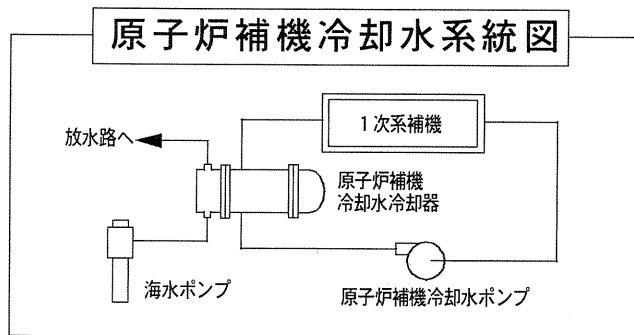 原子炉補機冷却水系統図
1次系補機
放水路へ
原子炉補機
冷却水冷却器
海水ポンプ
原子炉補機冷却水ポンプ